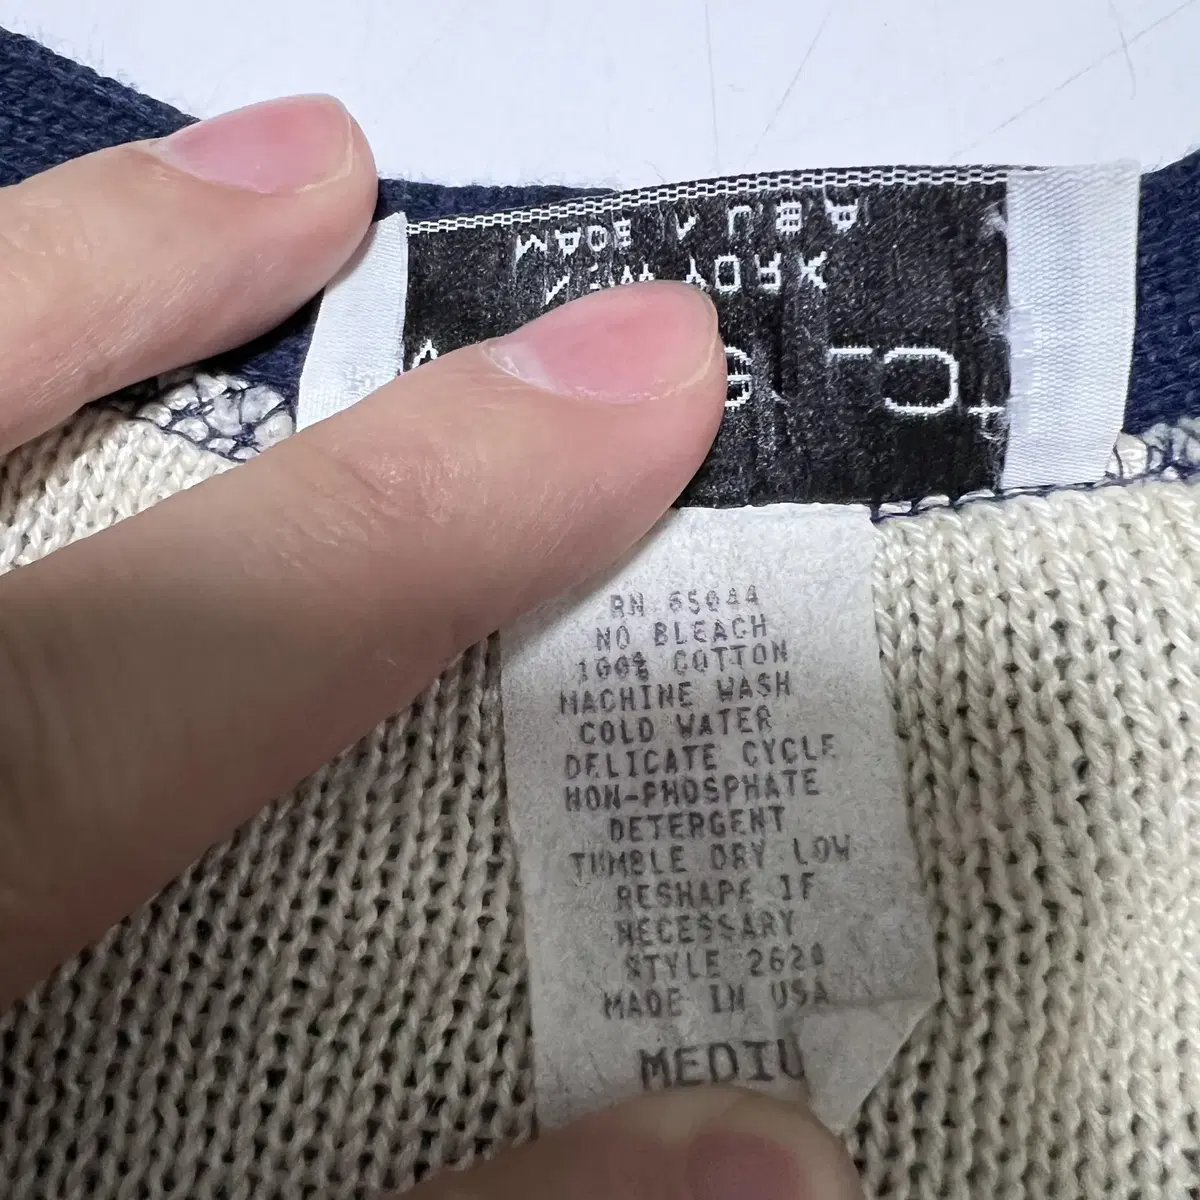 RN 65044
NO BLEACH
100% COTTON
MACHINE WASH
COLD WATER
DELICATE CYCLE
NON-PHOSPHATE
DETERGENT
TUMBLE DRY LOW
RESHAPE IF
NECESSARY
STYLE 2620
MADE IN USA
MEDIU